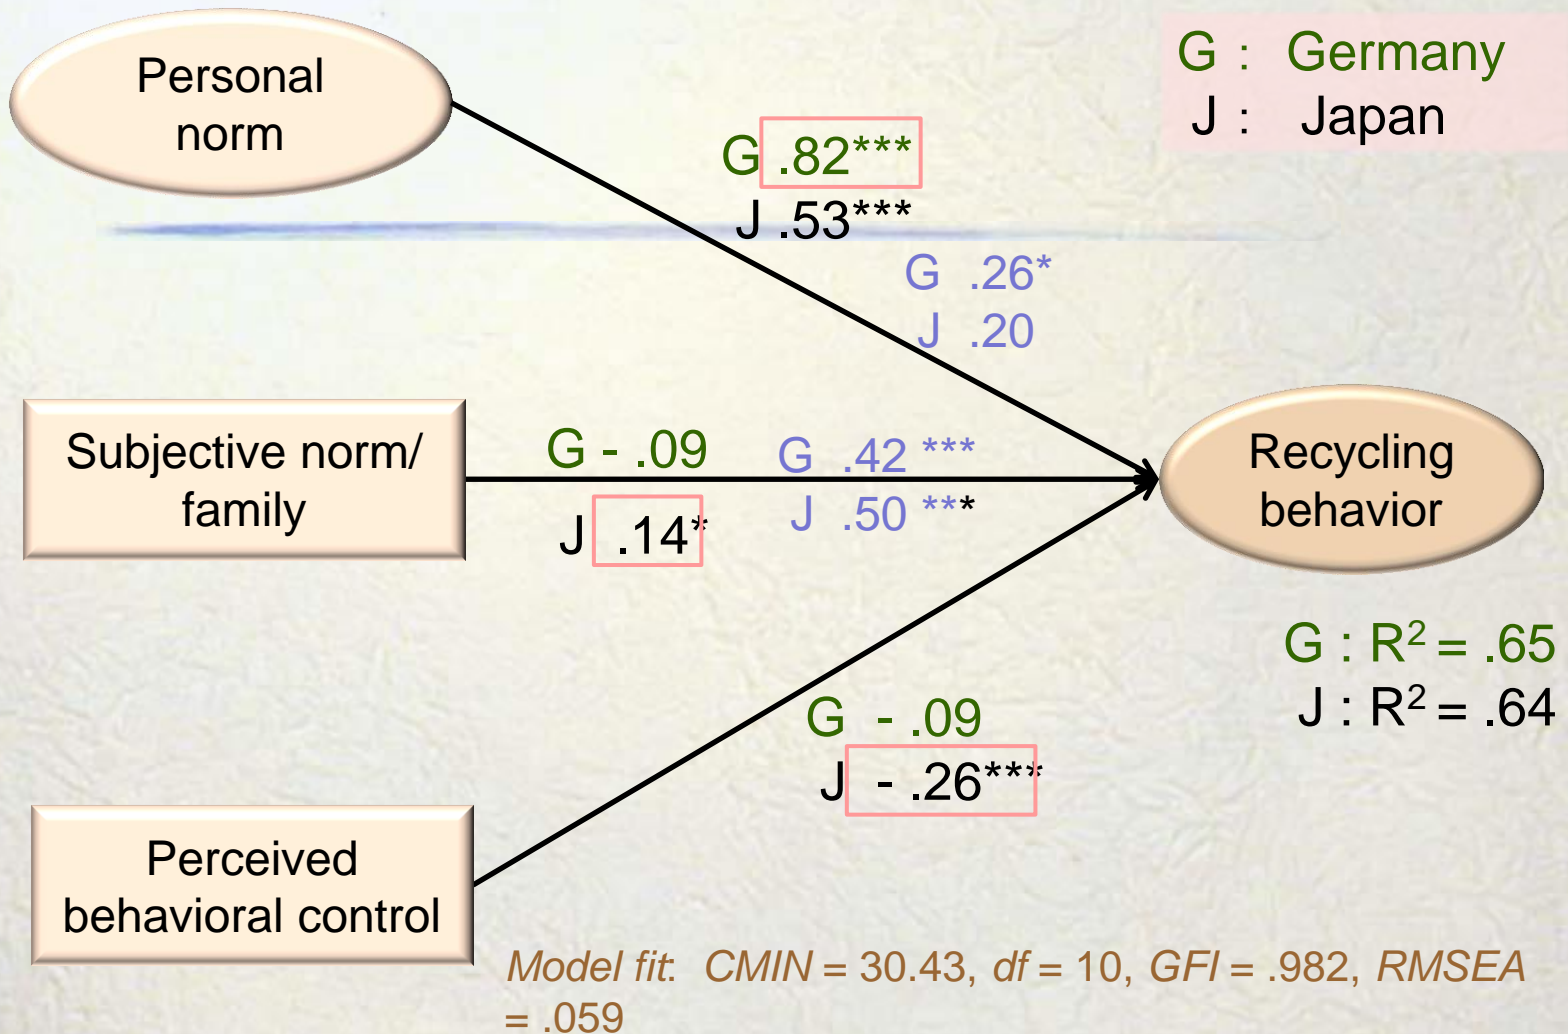 Personal
norm
G : Germany
J : Japan
G .82***
J .53***
G .26*
J .20
Subjective norm/
family
G - .09
J .14*
G .42 ***
J .50 ***
Recycling
behavior
G : R² = .65
J : R² = .64
G - .09
J - .26***
Perceived
behavioral control
Model fit: CMIN = 30.43, df = 10, GFI = .982, RMSEA
= .059